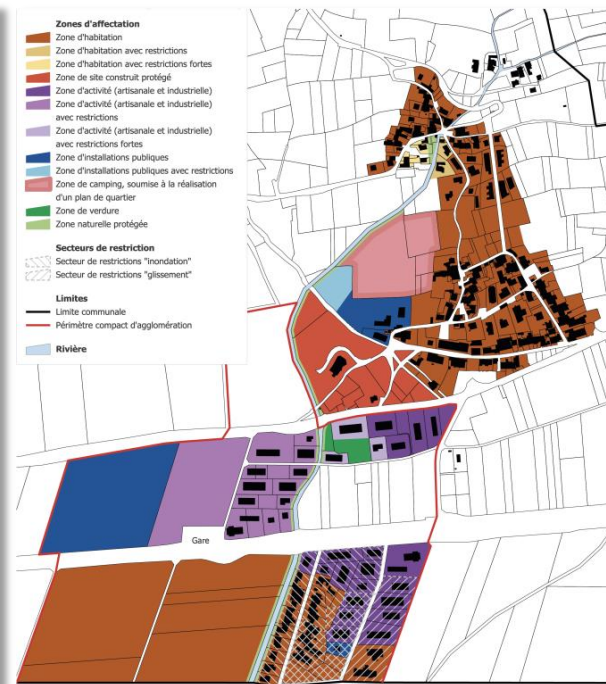 Zones d'affectation
Zone d'habitation
Zone d'habitation avec restrictions
Zone d'habitation avec restrictions fortes
Zone de site construit protégé
Zone d'activité (artisanale et industrielle)
Zone d'activité (artisanale et industrielle)
avec restrictions
Zone d'activité (artisanale et industrielle)
avec restrictions fortes
Zone d'installations publiques
Zone d'installations publiques avec restrictions
Zone de camping, soumise à la réalisation
d'un plan de quartier
Zone de verdure
Zone naturelle protégée
Secteurs de restriction
Secteur de restrictions "inondation"
Secteur de restrictions "glissement"
Limites
Limite communale
Périmètre compact d'agglomération
Rivière
Gare